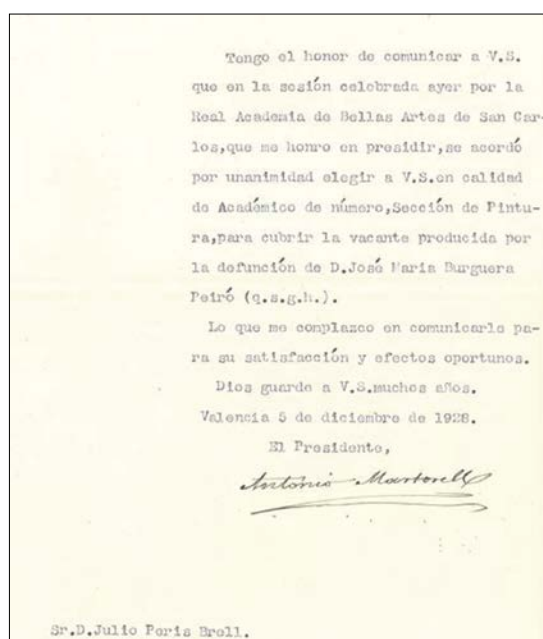 Tengo el honor de comunicar a V.S.
que en la sesión celebrada ayer por la
Real Academia de Bellas Artes de San Car-
los,que me honro en presidir,se acordó
por unanimidad elegir a V.S.en calidad
de Académico de número,Sección de Pintu-
ra,para cubrir la vacante producida por
la defunción de D.José Maria Burguera
Peiró (q.s.g.h.).
Lo que me complazco en comunicarle pa-
ra su satisfacción y efectos oportunos.
Dios guarde a V.S.muchos años.
Valencia 5 de diciembre de 1928.
El Presidente,
Antonio Martorell
Sr.D.Julio Peris Brell.